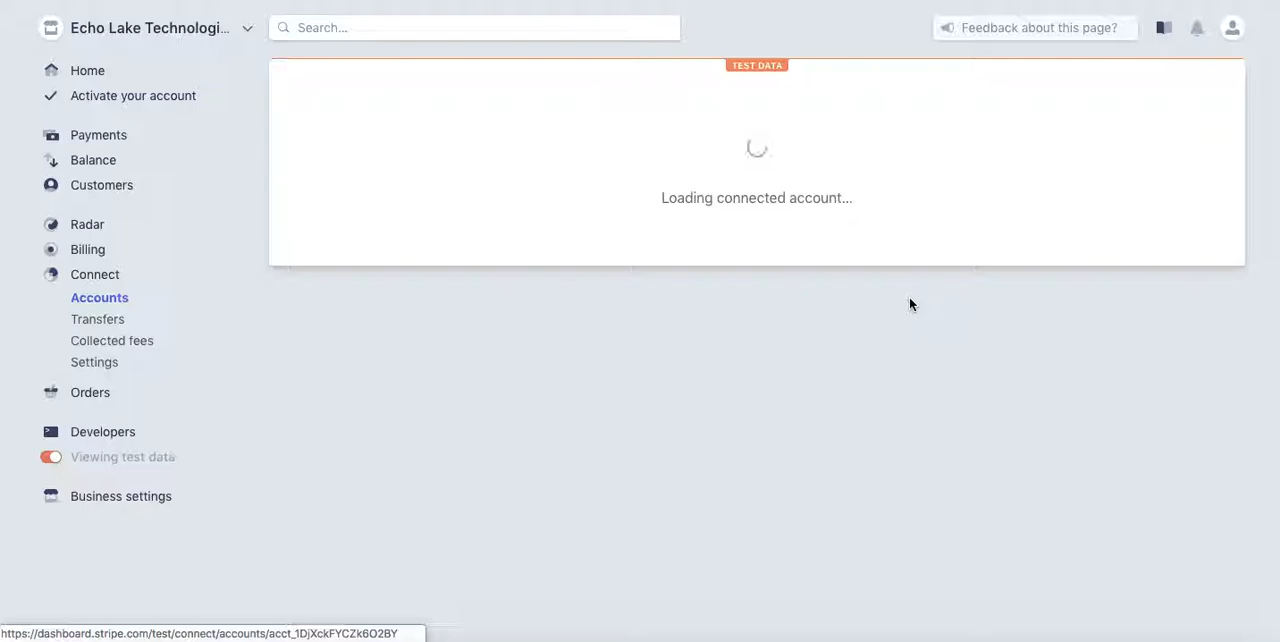 Echo Lake Technologi...
Search...
Feedback about this page?
Home
Activate your account
Payments
Balance
Customers
Radar
Billing
Connect
Accounts
Transfers
Collected fees
Settings
Orders
Developers
Viewing test data
Business settings
TEST DATA
Loading connected account...
https://dashboard.stripe.com/test/connect/accounts/acct_1DjXckFYCZk6O2BY